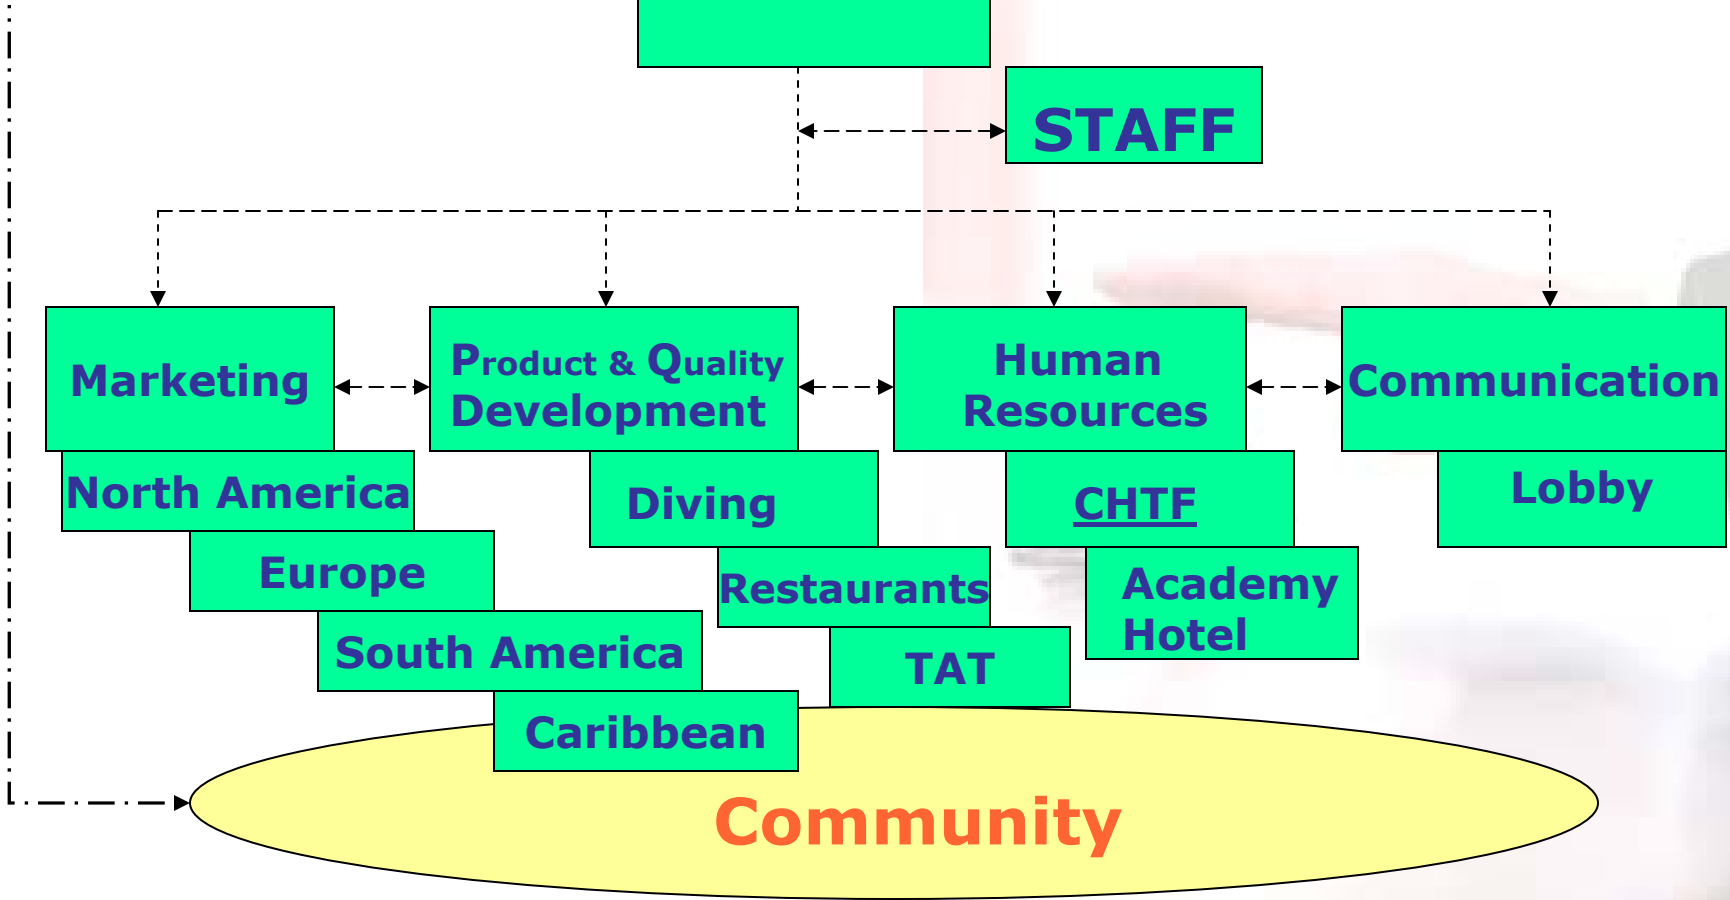 STAFF
Marketing
Product & Quality
Development
Human
Resources
Communication
North America
Europe
South America
Caribbean
Diving
Restaurants
TAT
CHTF
Academy
Hotel
Lobby
Community